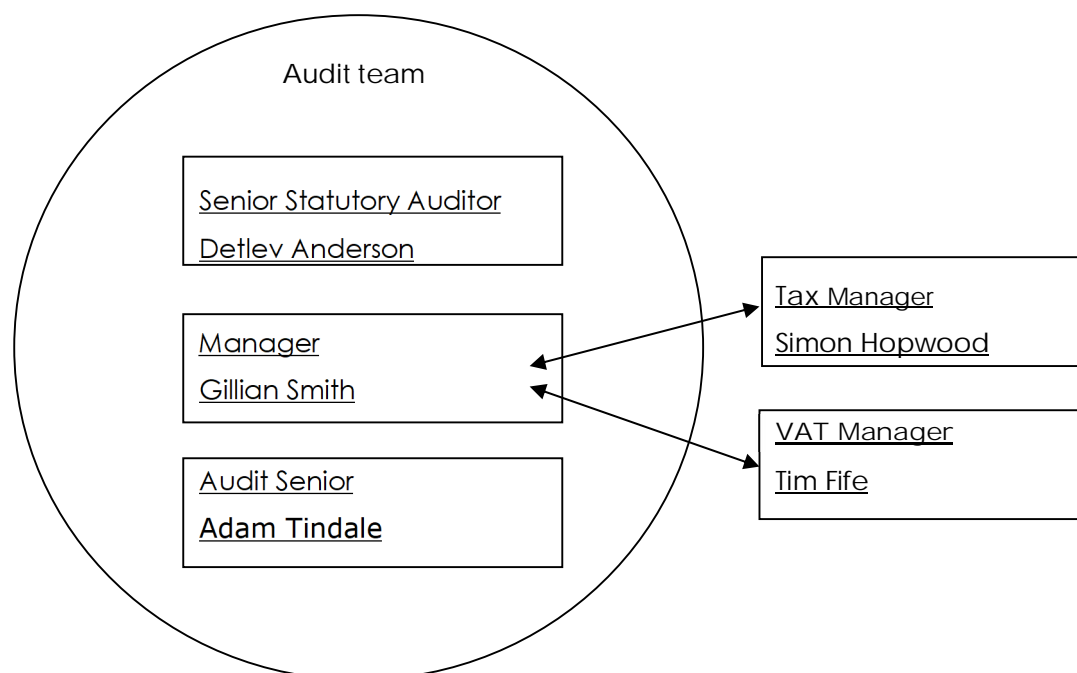 Audit team
Senior Statutory Auditor
Detlev Anderson
Manager
Gillian Smith
Audit Senior
Adam Tindale
Tax Manager
Simon Hopwood
VAT Manager
Tim Fife